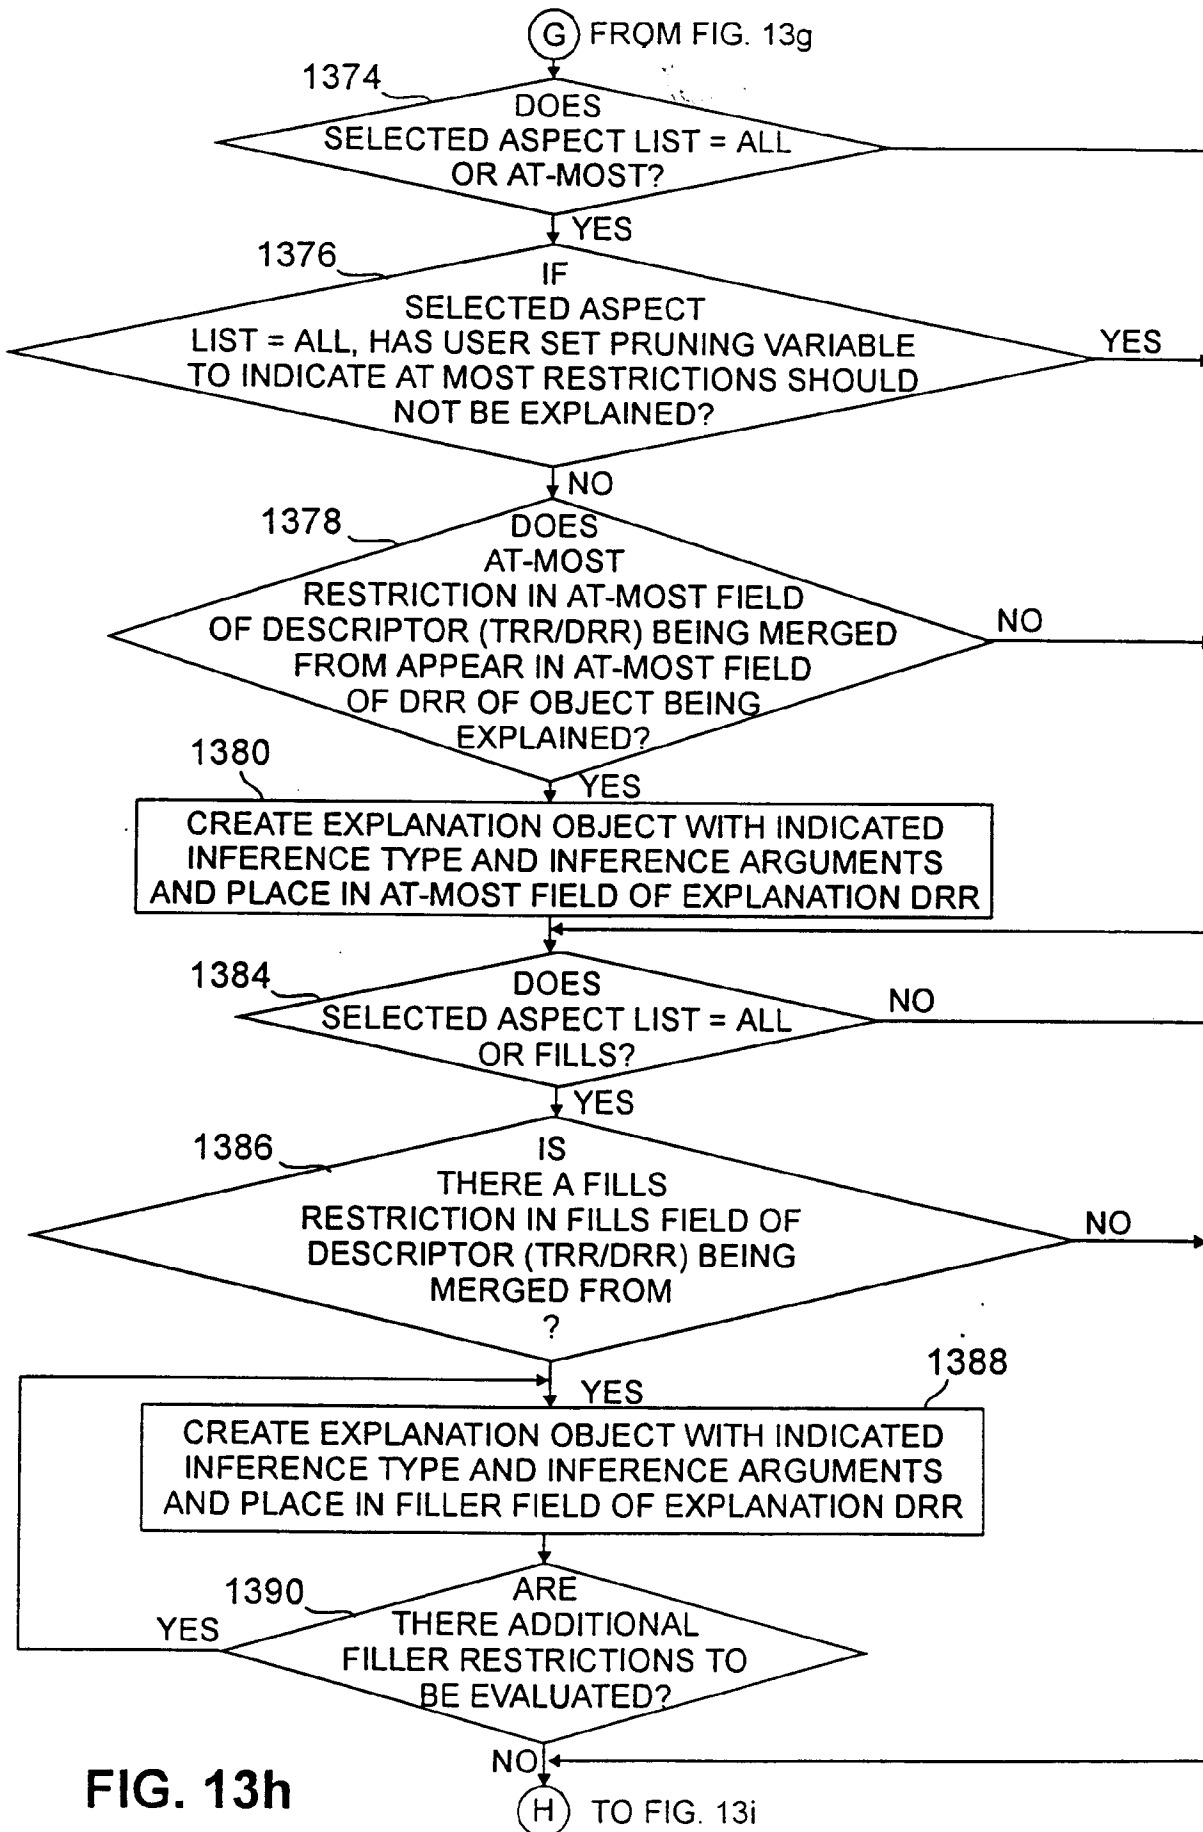 G FROM FIG. 13g
1374
DOES
SELECTED ASPECT LIST = ALL
OR AT-MOST?
YES
1376
IF
SELECTED ASPECT
LIST = ALL, HAS USER SET PRUNING VARIABLE
TO INDICATE AT MOST RESTRICTIONS SHOULD
NOT BE EXPLAINED?
YES
NO
1378
DOES
AT-MOST
RESTRICTION IN AT-MOST FIELD
OF DESCRIPTOR (TRR/DRR) BEING MERGED
FROM APPEAR IN AT-MOST FIELD
OF DRR OF OBJECT BEING
EXPLAINED?
NO
YES
1380
CREATE EXPLANATION OBJECT WITH INDICATED
INFERENCE TYPE AND INFERENCE ARGUMENTS
AND PLACE IN AT-MOST FIELD OF EXPLANATION DRR
1384
DOES
SELECTED ASPECT LIST = ALL
OR FILLS?
NO
YES
1386
IS
THERE A FILLS
RESTRICTION IN FILLS FIELD OF
DESCRIPTOR (TRR/DRR) BEING
MERGED FROM
?
NO
YES
1388
CREATE EXPLANATION OBJECT WITH INDICATED
INFERENCE TYPE AND INFERENCE ARGUMENTS
AND PLACE IN FILLER FIELD OF EXPLANATION DRR
1390
ARE
THERE ADDITIONAL
FILLER RESTRICTIONS TO
BE EVALUATED?
YES
NO
FIG. 13h
H TO FIG. 13i